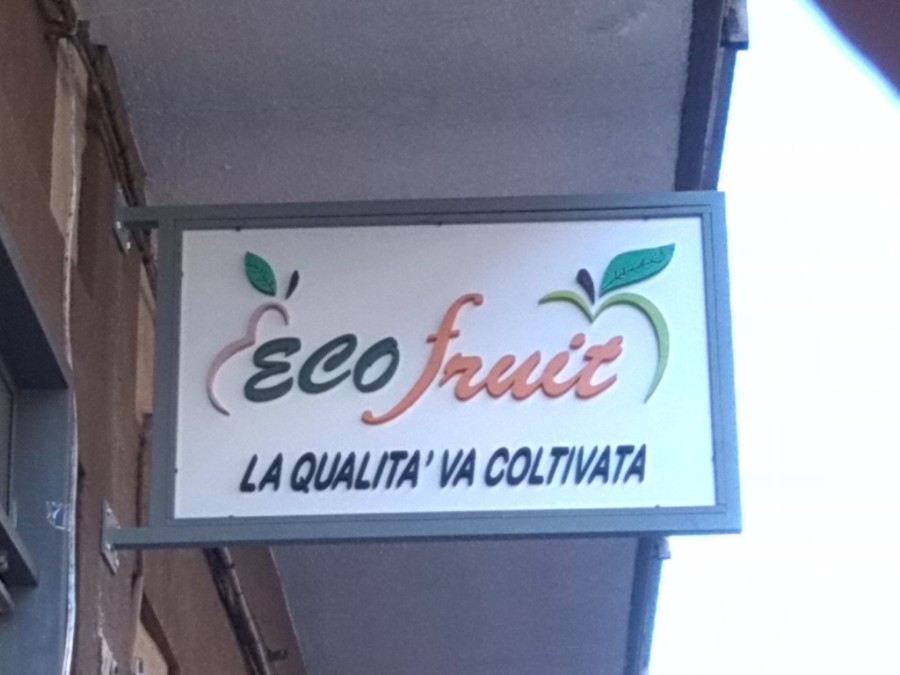 ECO fruit
LA QUALITA' VA COLTIVATA